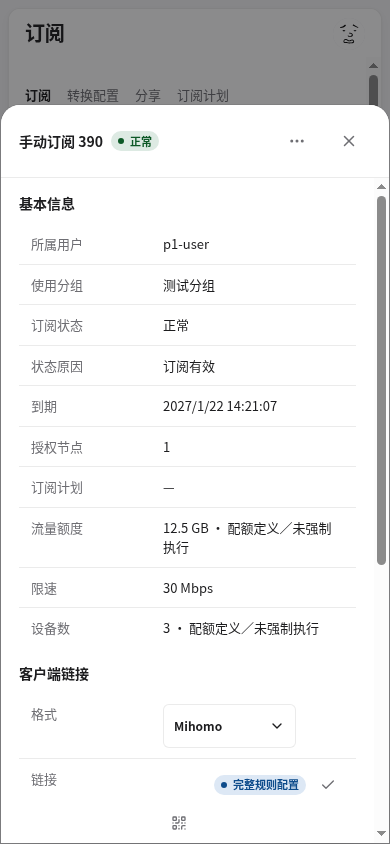 订阅
订阅 转换配置 分享 订阅计划
手动订阅 390 正常
基本信息
所属用户 p1-user
使用分组 测试分组
订阅状态 正常
状态原因 订阅有效
到期 2027/1/22 14:21:07
授权节点 1
订阅计划 —
流量额度 12.5 GB · 配额定义／未强制
执行
限速 30 Mbps
设备数 3 · 配额定义／未强制执行
客户端链接
格式 Mihomo
链接 完整规则配置